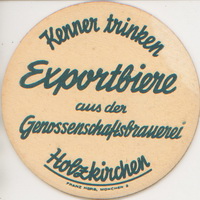 Kenner trinken
Exportbiere
aus der
Genossenschaftsbrauerei
Holzkirchen